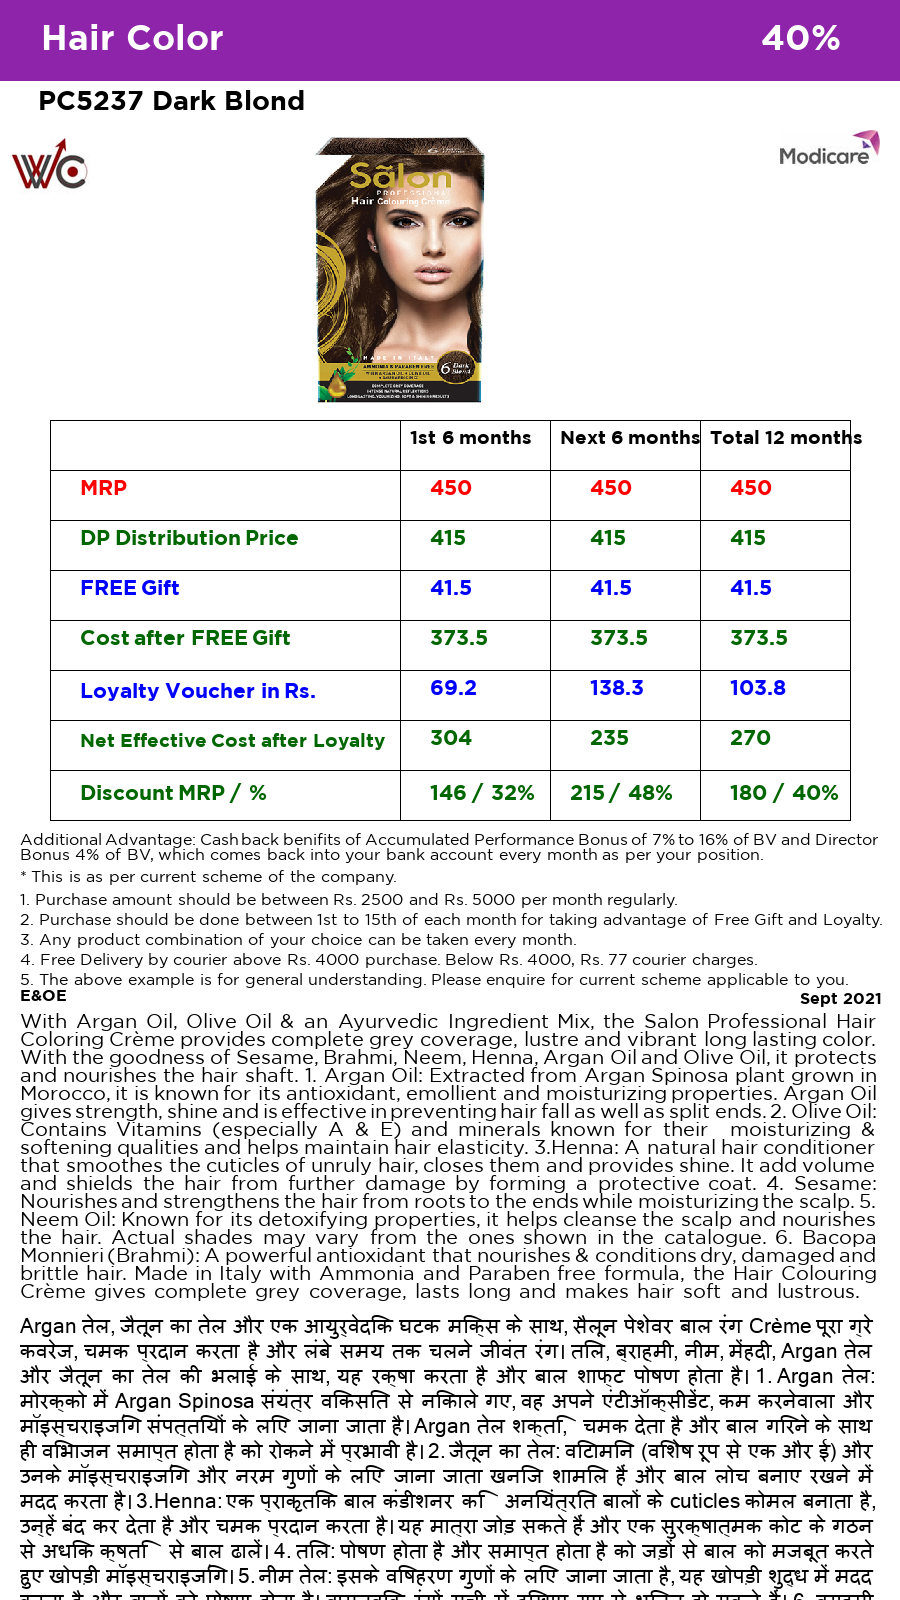 Hair Color 40%
PC5237 Dark Blond
WC
Modicare
Sãlon
PROFESSIONAL
Hair Colouring Crème
MADE IN ITALY
6 Dark Blond
1st 6 months Next 6 months Total 12 months
MRP 450 450 450
DP Distribution Price 415 415 415
FREE Gift 41.5 41.5 41.5
Cost after FREE Gift 373.5 373.5 373.5
Loyalty Voucher in Rs. 69.2 138.3 103.8
Net Effective Cost after Loyalty 304 235 270
Discount MRP / % 146 / 32% 215 / 48% 180 / 40%
Additional Advantage: Cashback benifits of Accumulated Performance Bonus of 7% to 16% of BV and Director
Bonus 4% of BV, which comes back into your bank account every month as per your position.
* This is as per current scheme of the company.
1. Purchase amount should be between Rs. 2500 and Rs. 5000 per month regularly.
2. Purchase should be done between 1st to 15th of each month for taking advantage of Free Gift and Loyalty.
3. Any product combination of your choice can be taken every month.
4. Free Delivery by courier above Rs. 4000 purchase. Below Rs. 4000, Rs. 77 courier charges.
5. The above example is for general understanding. Please enquire for current scheme applicable to you.
E&OE Sept 2021
With Argan Oil, Olive Oil & an Ayurvedic Ingredient Mix, the Salon Professional Hair
Coloring Crème provides complete grey coverage, lustre and vibrant long lasting color.
With the goodness of Sesame, Brahmi, Neem, Henna, Argan Oil and Olive Oil, it protects
and nourishes the hair shaft. 1. Argan Oil: Extracted from Argan Spinosa plant grown in
Morocco, it is known for its antioxidant, emollient and moisturizing properties. Argan Oil
gives strength, shine and is effective in preventing hair fall as well as split ends. 2. Olive Oil:
Contains Vitamins (especially A & E) and minerals known for their moisturizing &
softening qualities and helps maintain hair elasticity. 3.Henna: A natural hair conditioner
that smoothes the cuticles of unruly hair, closes them and provides shine. It add volume
and shields the hair from further damage by forming a protective coat. 4. Sesame:
Nourishes and strengthens the hair from roots to the ends while moisturizing the scalp. 5.
Neem Oil: Known for its detoxifying properties, it helps cleanse the scalp and nourishes
the hair. Actual shades may vary from the ones shown in the catalogue. 6. Bacopa
Monnieri (Brahmi): A powerful antioxidant that nourishes & conditions dry, damaged and
brittle hair. Made in Italy with Ammonia and Paraben free formula, the Hair Colouring
Crème gives complete grey coverage, lasts long and makes hair soft and lustrous.
Argan तेल, जैतून का तेल और एक आयुर्वेदिक घटक मिक्स के साथ, सैलून पेशेवर बाल रंग Crème पूरा ग्रे
कवरेज, चमक प्रदान करता है और लंबे समय तक चलने जीवंत रंग। तिल, ब्राह्मी, नीम, मेंहदी, Argan तेल
और जैतून का तेल की भलाई के साथ, यह रक्षा करता है और बाल शाफ्ट पोषण होता है। 1. Argan तेल:
मोरक्को में Argan Spinosa संयंत्र विकसित से निकाले गए, वह अपने एंटीऑक्सीडेंट, कम करनेवाला और
मॉइस्चराइजिंग संपत्तियों के लिए जाना जाता है। Argan तेल शक्ति, चमक देता है और बाल गिरने के साथ
ही विभाजन समाप्त होता है को रोकने में प्रभावी है। 2. जैतून का तेल: विटामिन (विशेष रूप से एक और ई) और
उनके मॉइस्चराइजिंग और नरम गुणों के लिए जाना जाता खनिज शामिल हैं और बाल लोच बनाए रखने में
मदद करता है। 3.Henna: एक प्राकृतिक बाल कंडीशनर कि अनियंत्रित बालों के cuticles कोमल बनाता है,
उन्हें बंद कर देता है और चमक प्रदान करता है। यह मात्रा जोड़ सकते हैं और एक सुरक्षात्मक कोट के गठन
से अधिक क्षति से बाल ढालें। 4. तिल: पोषण होता है और समाप्त होता है को जड़ों से बाल को मजबूत करते
हुए खोपड़ी मॉइस्चराइजिंग। 5. नीम तेल: इसके विषहरण गुणों के लिए जाना जाता है, यह खोपड़ी शुद्ध में मदद